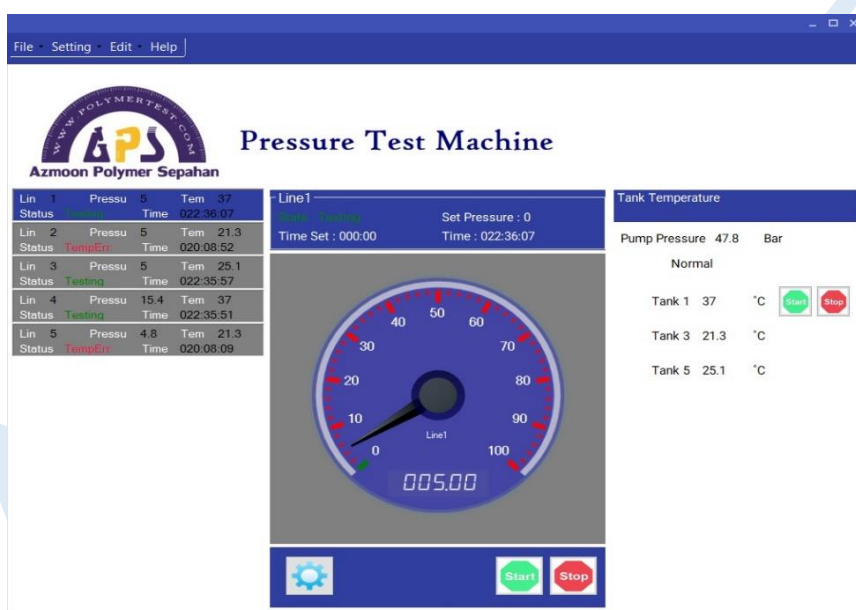 File Setting Edit Help
WWW.POLYMERTEST.COM
APS
Azmoon Polymer Sepahan
Pressure Test Machine
Lin 1 Pressu 5 Tem 37
Status Testing Time 022:36:07
Lin 2 Pressu 5 Tem 21.3
Status TempErr Time 020:08:52
Lin 3 Pressu 5 Tem 25.1
Status Testing Time 022:35:57
Lin 4 Pressu 15.4 Tem 37
Status Testing Time 022:35:51
Lin 5 Pressu 4.8 Tem 21.3
Status TempErr Time 020:08:09
Line1
State : Testing Set Pressure : 0
Time Set : 000:00 Time : 022:36:07
50
40 60
30 70
20 80
10 90
Line1
0 100
005.00
Start Stop
Tank Temperature
Pump Pressure 47.8 Bar
Normal
Tank 1 37 °C Start Stop
Tank 3 21.3 °C
Tank 5 25.1 °C